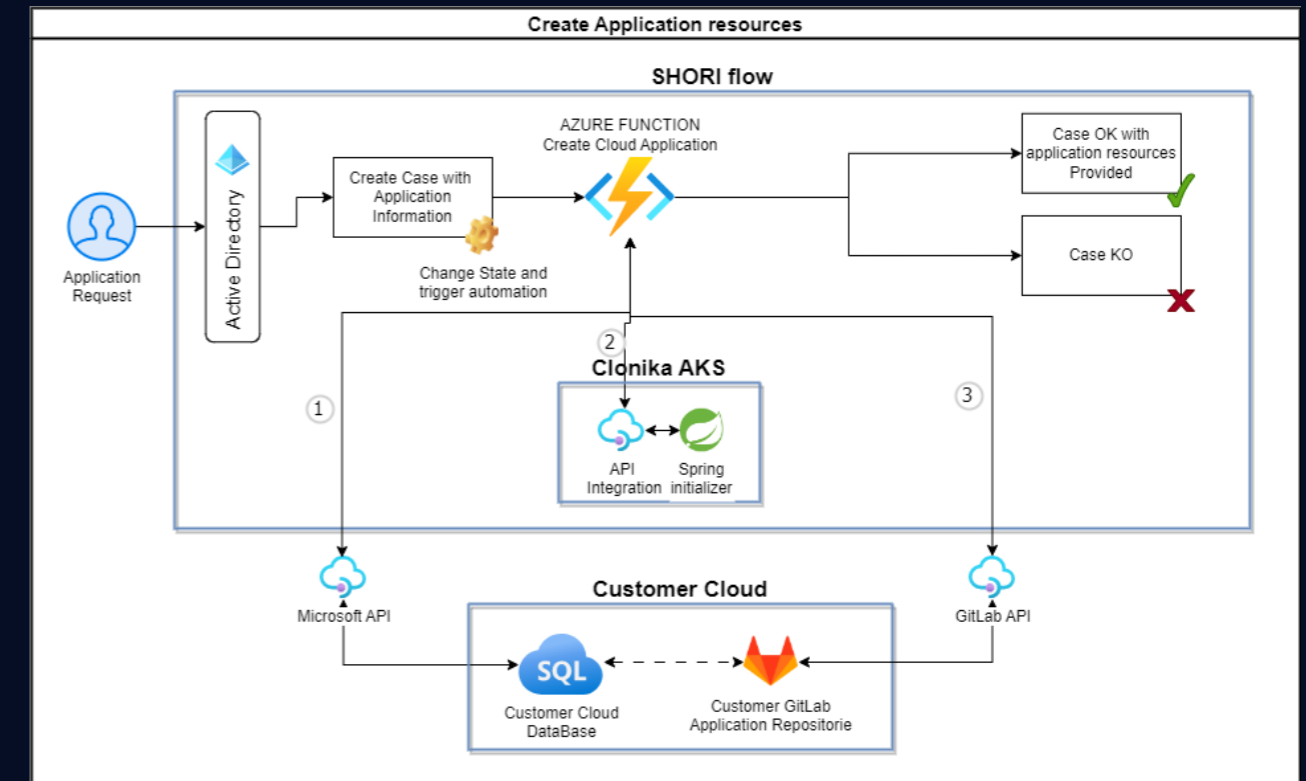 Create Application resources
SHORI flow
AZURE FUNCTION
Create Cloud Application
Active Directory
Create Case with
Application
Information
Case OK with
application resources
Provided
Case KO
Application
Request
Change State and
trigger automation
2
Clonika AKS
1
3
API
Integration
Spring
initializer
Microsoft API
GitLab API
Customer Cloud
SQL
Customer Cloud
DataBase
Customer GitLab
Application Repositorie